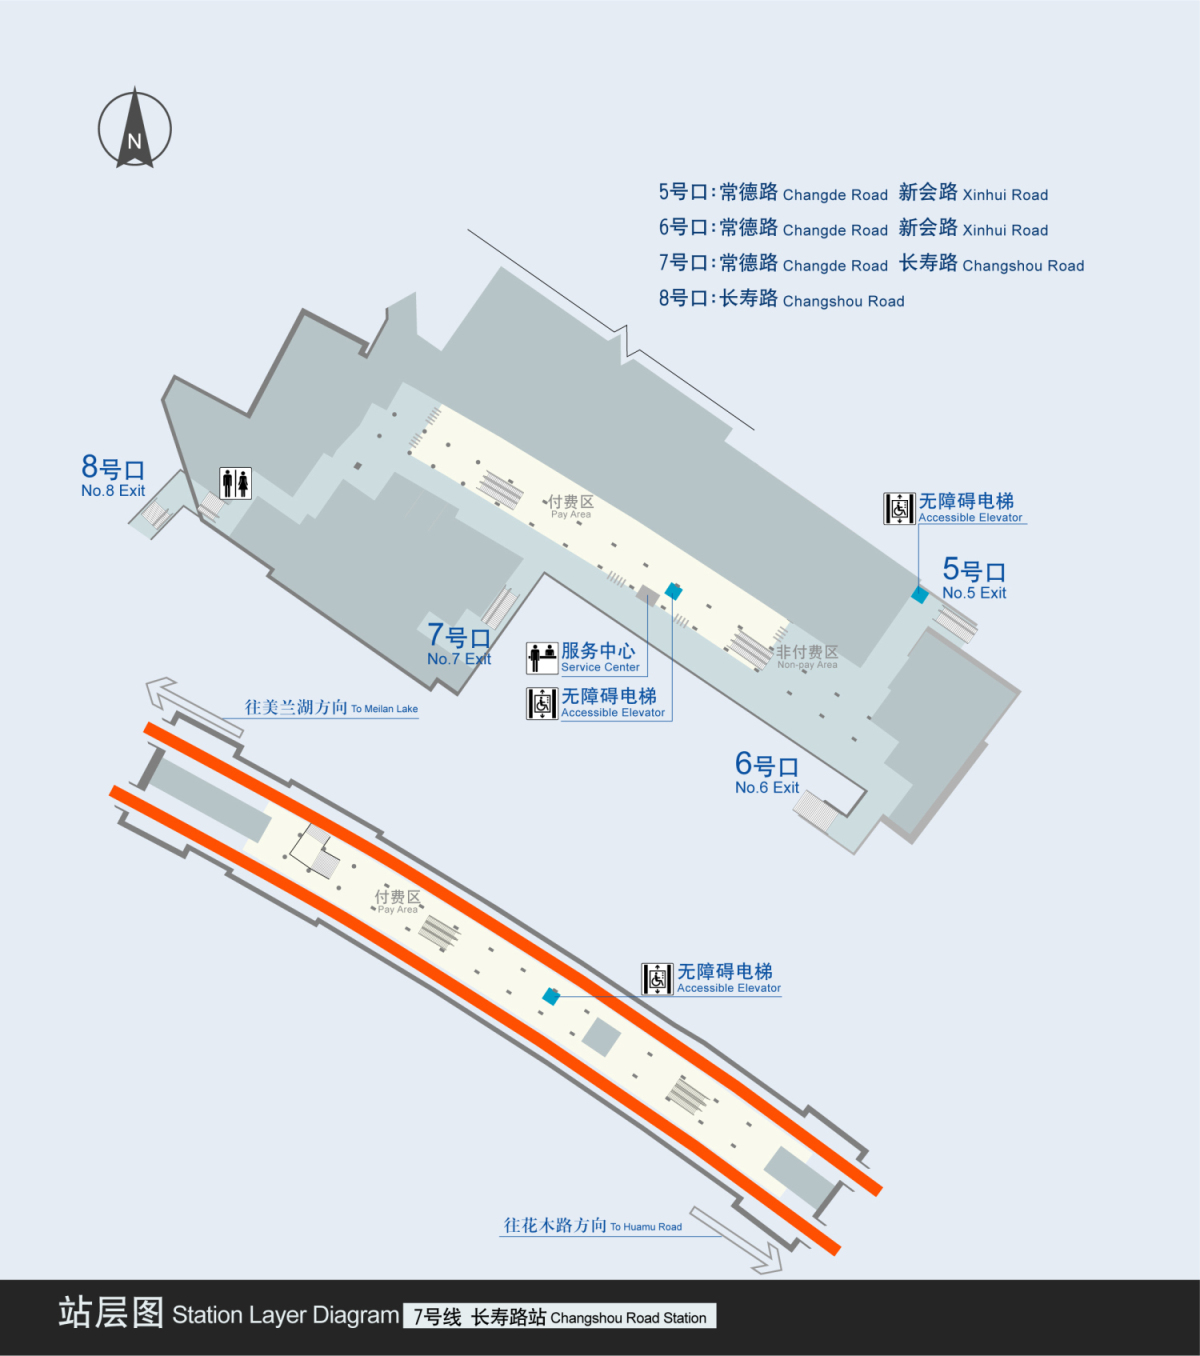 N
5号口：常德路 Changde Road 新会路 Xinhui Road
6号口：常德路 Changde Road 新会路 Xinhui Road
7号口：常德路 Changde Road 长寿路 Changshou Road
8号口：长寿路 Changshou Road
8号口
No.8 Exit
付费区
Pay Area
无障碍电梯
Accessible Elevator
5号口
No.5 Exit
7号口
No.7 Exit
服务中心
Service Center
非付费区
Non-pay Area
无障碍电梯
Accessible Elevator
往美兰湖方向 To Meilan Lake
6号口
No.6 Exit
付费区
Pay Area
无障碍电梯
Accessible Elevator
往花木路方向 To Huamu Road
站层图 Station Layer Diagram 7号线 长寿路站 Changshou Road Station